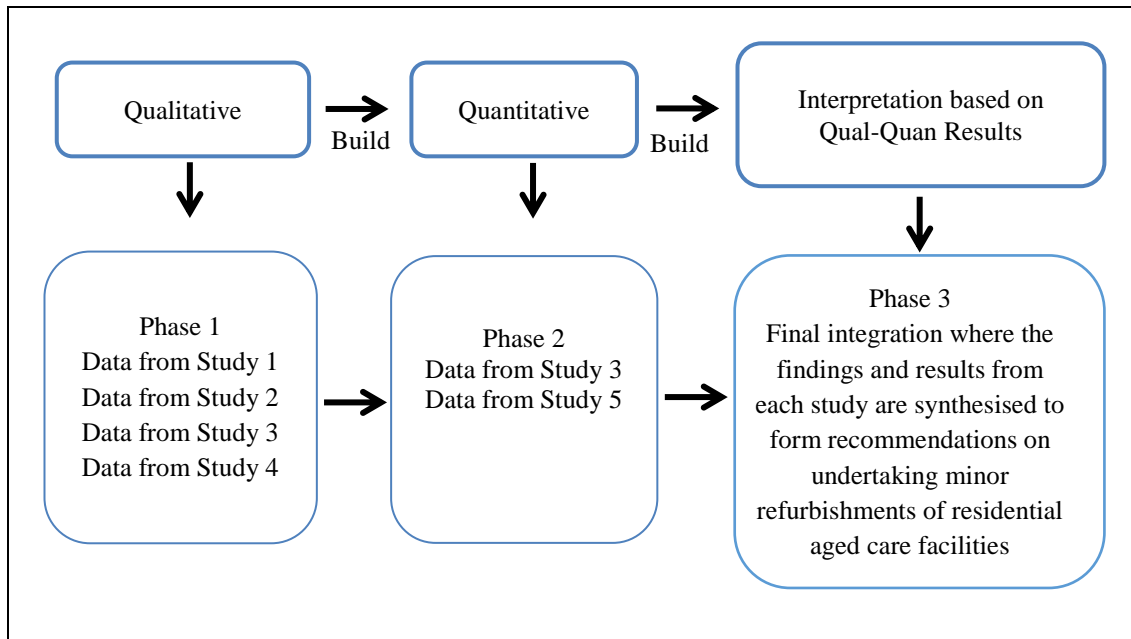 Qualitative
Build
Quantitative
Build
Interpretation based on
Qual-Quan Results
Phase 1
Data from Study 1
Data from Study 2
Data from Study 3
Data from Study 4
Phase 2
Data from Study 3
Data from Study 5
Phase 3
Final integration where the
findings and results from
each study are synthesised to
form recommendations on
undertaking minor
refurbishments of residential
aged care facilities